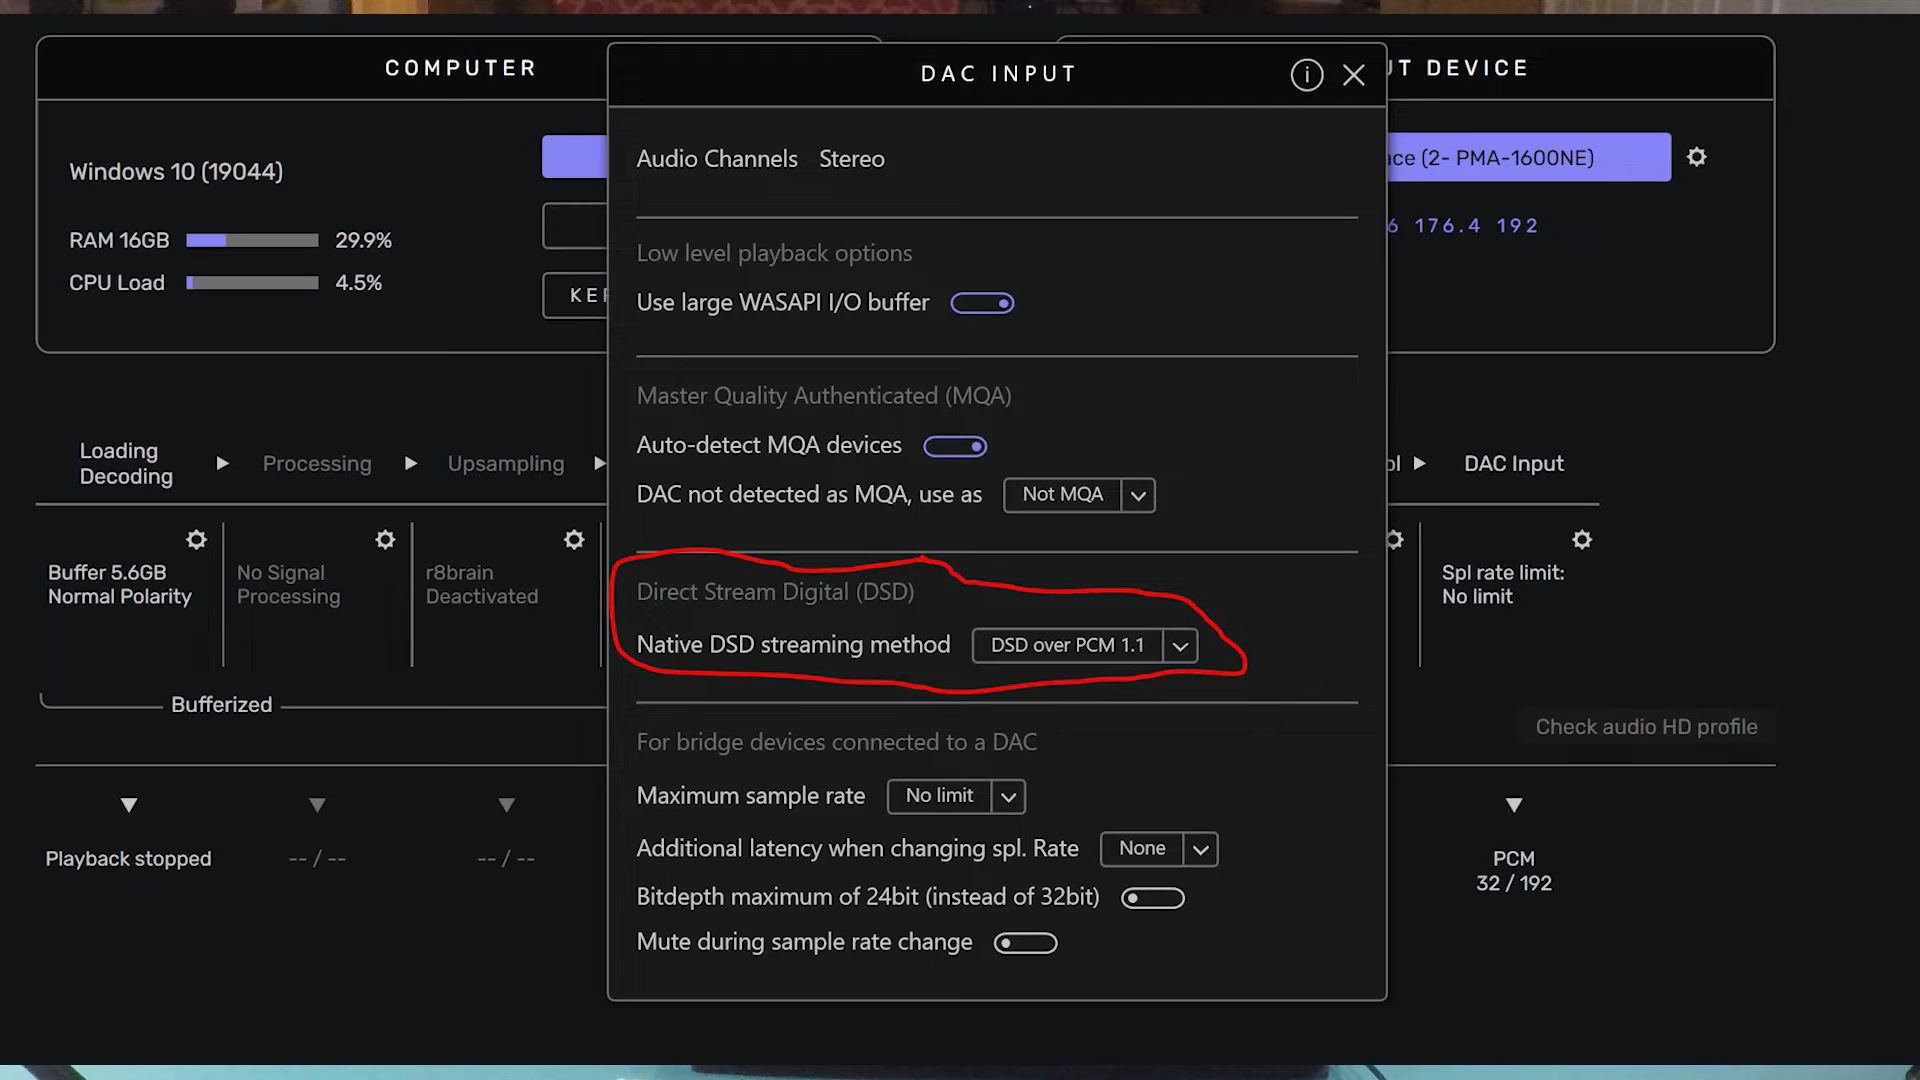 COMPUTER
Windows 10 (19044)
RAM 16GB 29.9%
CPU Load 4.5%
DAC INPUT
Audio Channels Stereo
Low level playback options
Use large WASAPI I/O buffer
Master Quality Authenticated (MQA)
Auto-detect MQA devices
DAC not detected as MQA, use as Not MQA
Direct Stream Digital (DSD)
Native DSD streaming method DSD over PCM 1.1
For bridge devices connected to a DAC
Maximum sample rate No limit
Additional latency when changing spl. Rate None
Bitdepth maximum of 24bit (instead of 32bit)
Mute during sample rate change
DEVICE
(2- PMA-1600NE)
176.4 192
Loading
Decoding
Processing
Upsampling
DAC Input
Buffer 5.6GB
Normal Polarity
No Signal
Processing
r8brain
Deactivated
Spl rate limit:
No limit
Bufferized
Check audio HD profile
Playback stopped
-- / --
-- / --
PCM
32 / 192